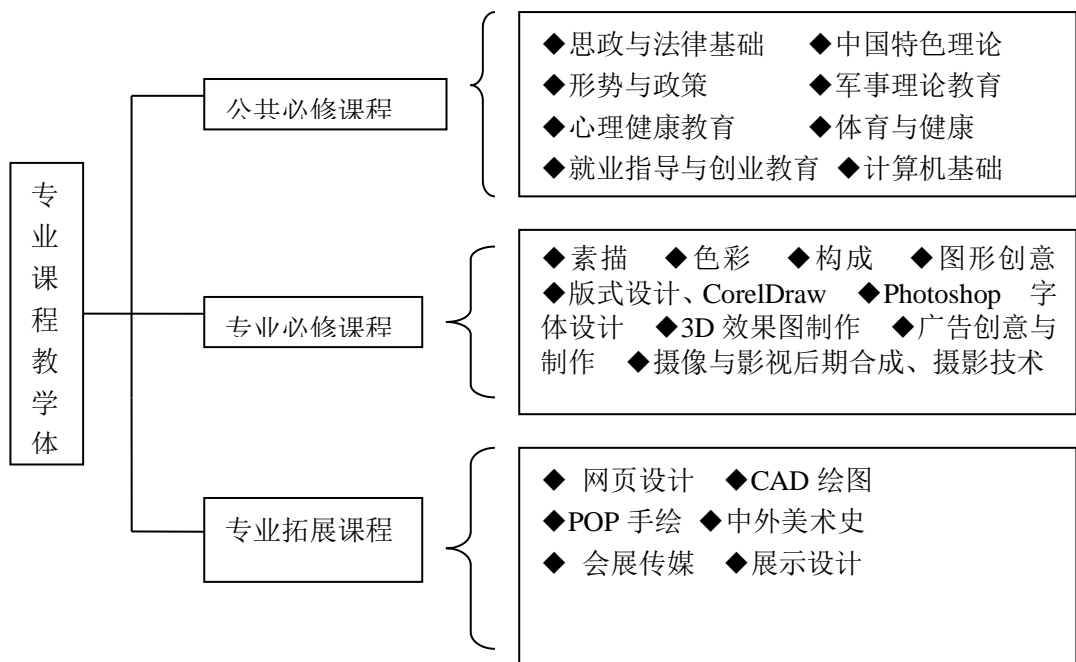 专业课程教学体
公共必修课程
◆思政与法律基础 ◆中国特色理论
◆形势与政策 ◆军事理论教育
◆心理健康教育 ◆体育与健康
◆就业指导与创业教育 ◆计算机基础
专业必修课程
◆素描 ◆色彩 ◆构成 ◆图形创意
◆版式设计、CorelDraw ◆Photoshop 字
体设计 ◆3D 效果图制作 ◆广告创意与
制作 ◆摄像与影视后期合成、摄影技术
专业拓展课程
◆ 网页设计 ◆CAD 绘图
◆POP 手绘 ◆中外美术史
◆ 会展传媒 ◆展示设计